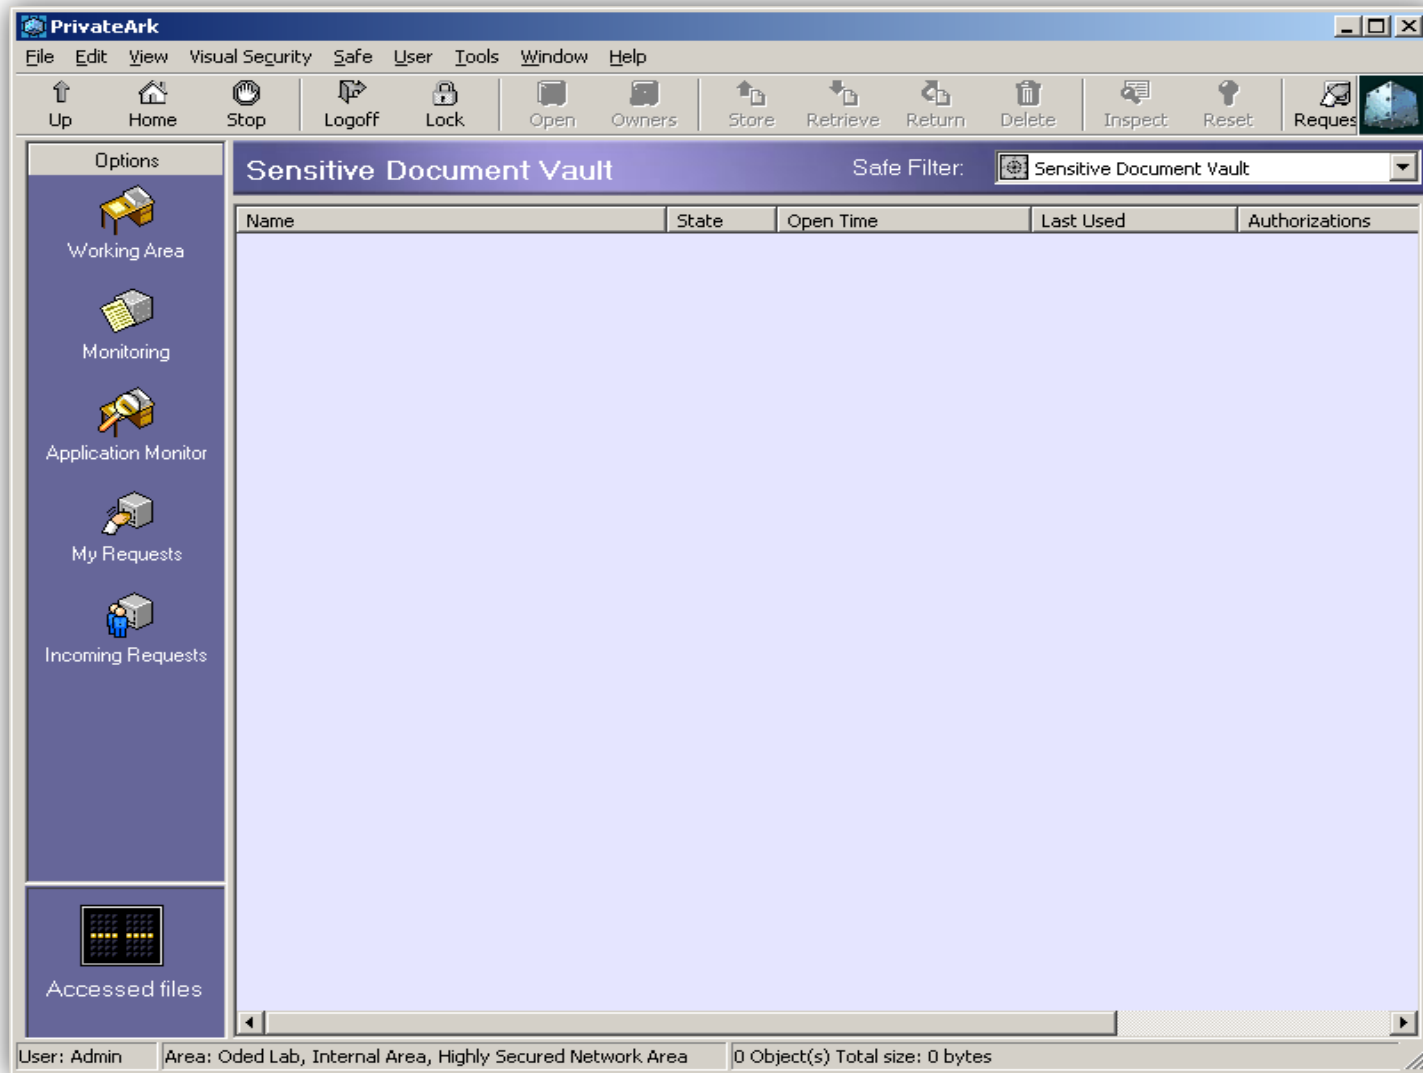 PrivateArk
File Edit View Visual Security Safe User Tools Window Help
Up Home Stop Logoff Lock Open Owners Store Retrieve Return Delete Inspect Reset Reques
Options
Sensitive Document Vault Safe Filter: Sensitive Document Vault
Name State Open Time Last Used Authorizations
Working Area
Monitoring
Application Monitor
My Requests
Incoming Requests
Accessed files
User: Admin Area: Oded Lab, Internal Area, Highly Secured Network Area 0 Object(s) Total size: 0 bytes